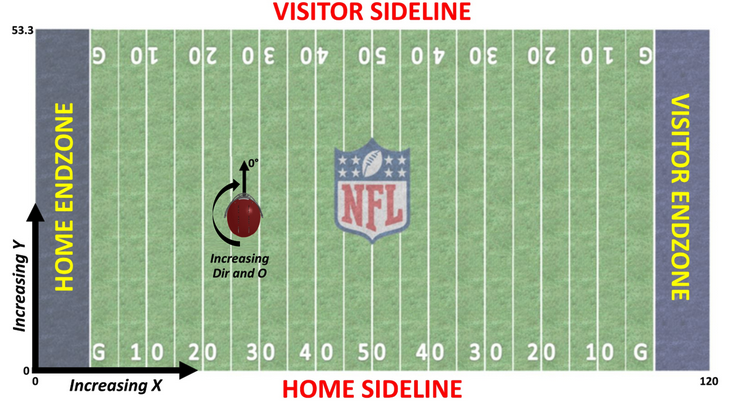 VISITOR SIDELINE
53.3
G 10 20 30 40 50 40 30 20 10 G
HOME ENDZONE
VISITOR ENDZONE
0°
NFL
Increasing
Dir and O
Increasing Y
G 10 20 30 40 50 40 30 20 10 G
0
0
Increasing X
HOME SIDELINE
120